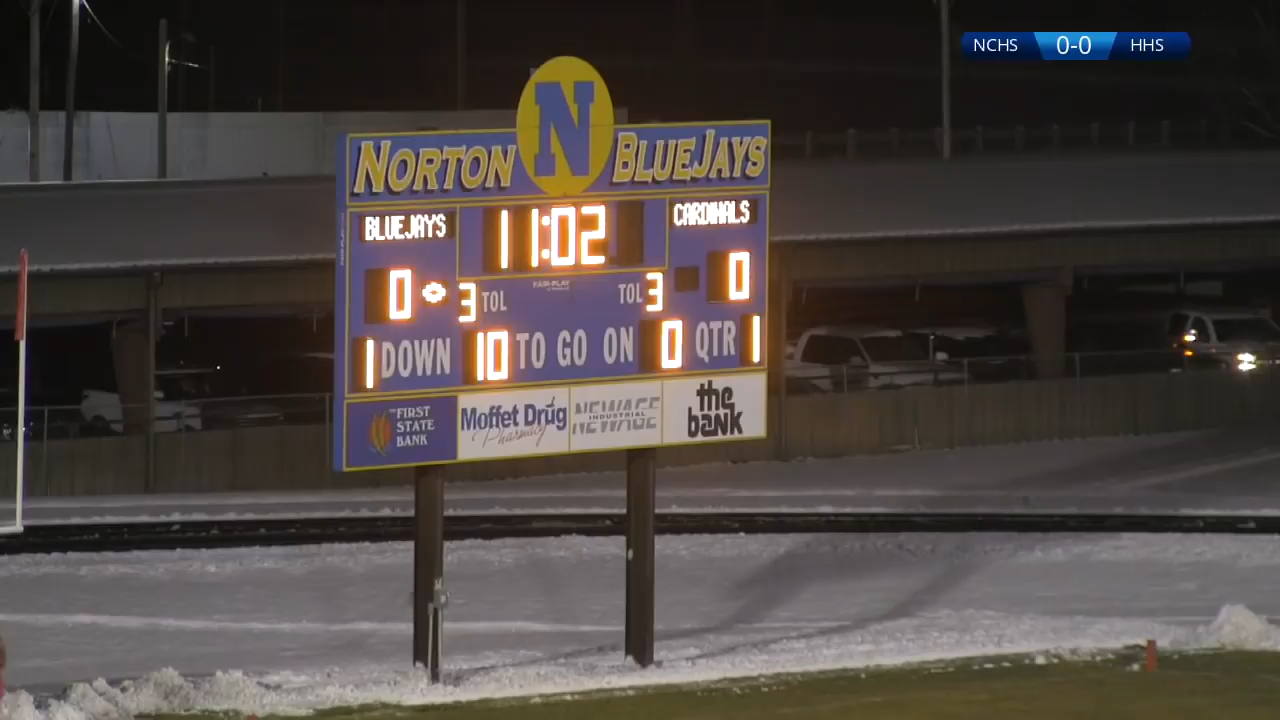 NCHS 0-0 HHS
N
NORTON BLUEJAYS
BLUEJAYS 11:02 CARDINALS
0 3 TOL FAIR-PLAY TOL 3 0
1 DOWN 10 TO GO ON 0 QTR 1
FIRST STATE BANK
Moffet Drug
Pharmacy
NEWAGE
INDUSTRIAL
the
bank